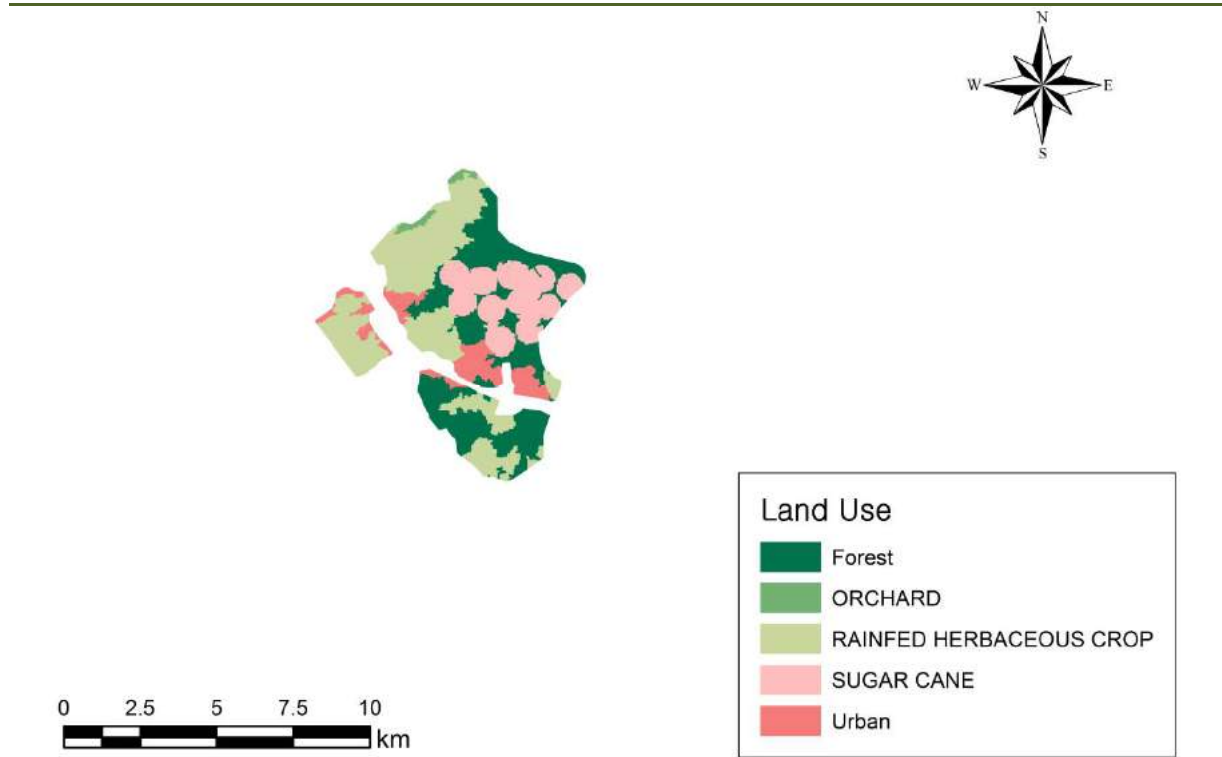 N
W E
S
Land Use
Forest
ORCHARD
RAINFED HERBACEOUS CROP
SUGAR CANE
Urban
0 2.5 5 7.5 10
km